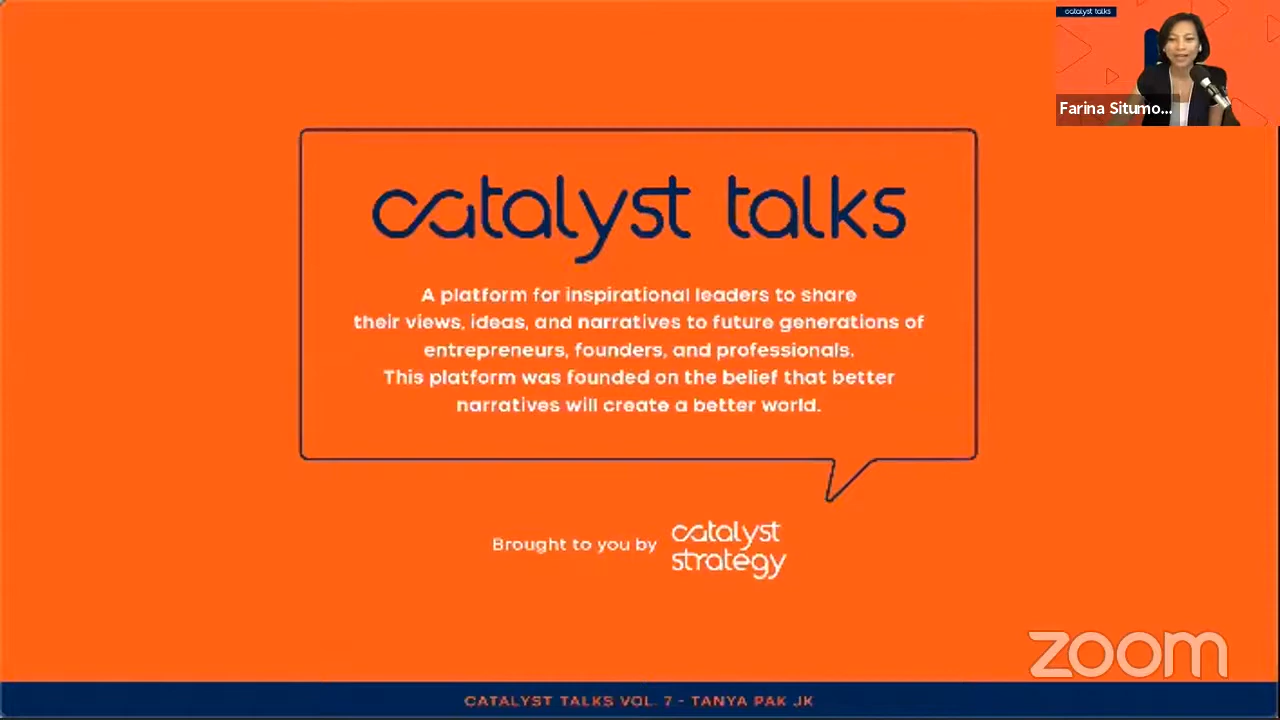 catalyst talks
Farina Situmo...
catalyst talks
A platform for inspirational leaders to share
their views, ideas, and narratives to future generations of
entrepreneurs, founders, and professionals.
This platform was founded on the belief that better
narratives will create a better world.
Brought to you by
catalyst
strategy
zoom
CATALYST TALKS VOL. 7 - TANYA PAK JK